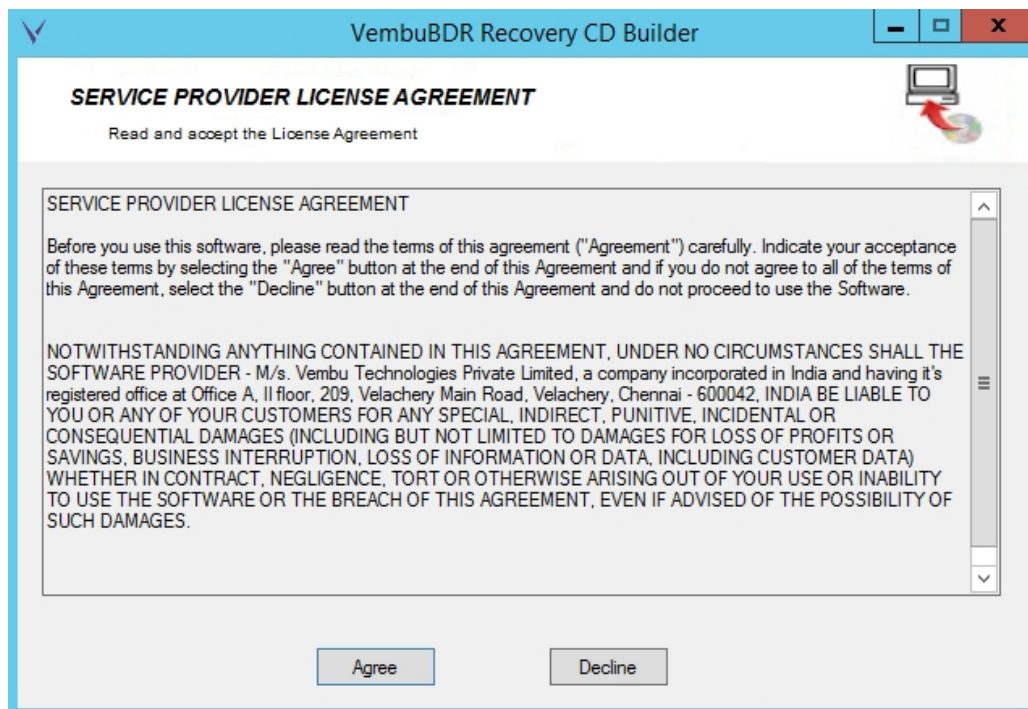 VembuBDR Recovery CD Builder
SERVICE PROVIDER LICENSE AGREEMENT
Read and accept the License Agreement
SERVICE PROVIDER LICENSE AGREEMENT
Before you use this software, please read the terms of this agreement ("Agreement") carefully. Indicate your acceptance
of these terms by selecting the "Agree" button at the end of this Agreement and if you do not agree to all of the terms of
this Agreement, select the "Decline" button at the end of this Agreement and do not proceed to use the Software.
NOTWITHSTANDING ANYTHING CONTAINED IN THIS AGREEMENT, UNDER NO CIRCUMSTANCES SHALL THE
SOFTWARE PROVIDER - M/s. Vembu Technologies Private Limited, a company incorporated in India and having it's
registered office at Office A, II floor, 209, Velachery Main Road, Velachery, Chennai - 600042, INDIA BE LIABLE TO
YOU OR ANY OF YOUR CUSTOMERS FOR ANY SPECIAL, INDIRECT, PUNITIVE, INCIDENTAL OR
CONSEQUENTIAL DAMAGES (INCLUDING BUT NOT LIMITED TO DAMAGES FOR LOSS OF PROFITS OR
SAVINGS, BUSINESS INTERRUPTION, LOSS OF INFORMATION OR DATA, INCLUDING CUSTOMER DATA)
WHETHER IN CONTRACT, NEGLIGENCE, TORT OR OTHERWISE ARISING OUT OF YOUR USE OR INABILITY
TO USE THE SOFTWARE OR THE BREACH OF THIS AGREEMENT, EVEN IF ADVISED OF THE POSSIBILITY OF
SUCH DAMAGES.
Agree
Decline